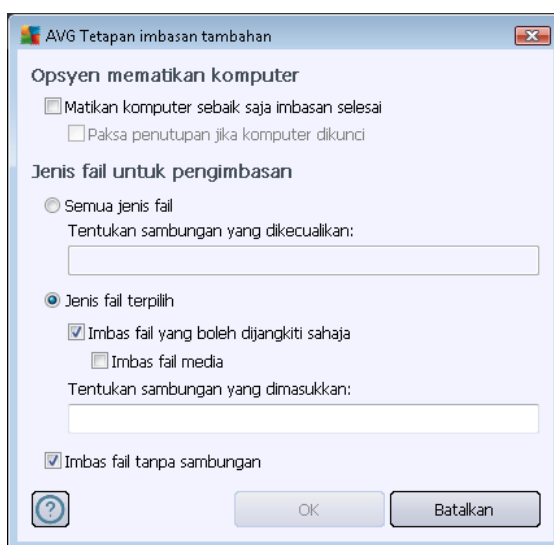 AVG Tetapan imbasan tambahan
Opsyen mematikan komputer
Matikan komputer sebaik saja imbasan selesai
Paksa penutupan jika komputer dikunci
Jenis fail untuk pengimbasan
Semua jenis fail
Tentukan sambungan yang dikecualikan:
Jenis fail terpilih
Imbas fail yang boleh dijangkiti sahaja
Imbas fail media
Tentukan sambungan yang dimasukkan:
Imbas fail tanpa sambungan
? OK Batalkan